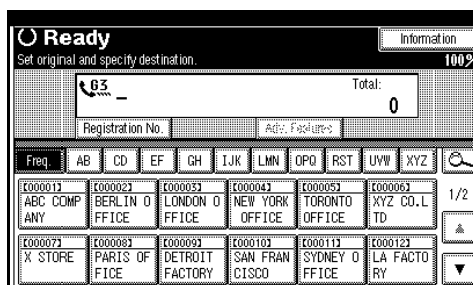 Ready
Information
Set original and specify destination.
100%
G3
Total:
0
Registration No.
Adv. Features
Freq. AB CD EF GH IJK LMN OPQ RST UVW XYZ
[00001] [00002] [00003] [00004] [00005] [00006]
ABC COMP BERLIN O LONDON O NEW YORK TORONTO XYZ CO.L
ANY FFICE FFICE OFFICE OFFICE TD
1/2
[00007] [00008] [00009] [00010] [00011] [00012]
X STORE PARIS OF DETROIT SAN FRAN SYDNEY O LA FACTO
FICE FACTORY CISCO FFICE RY